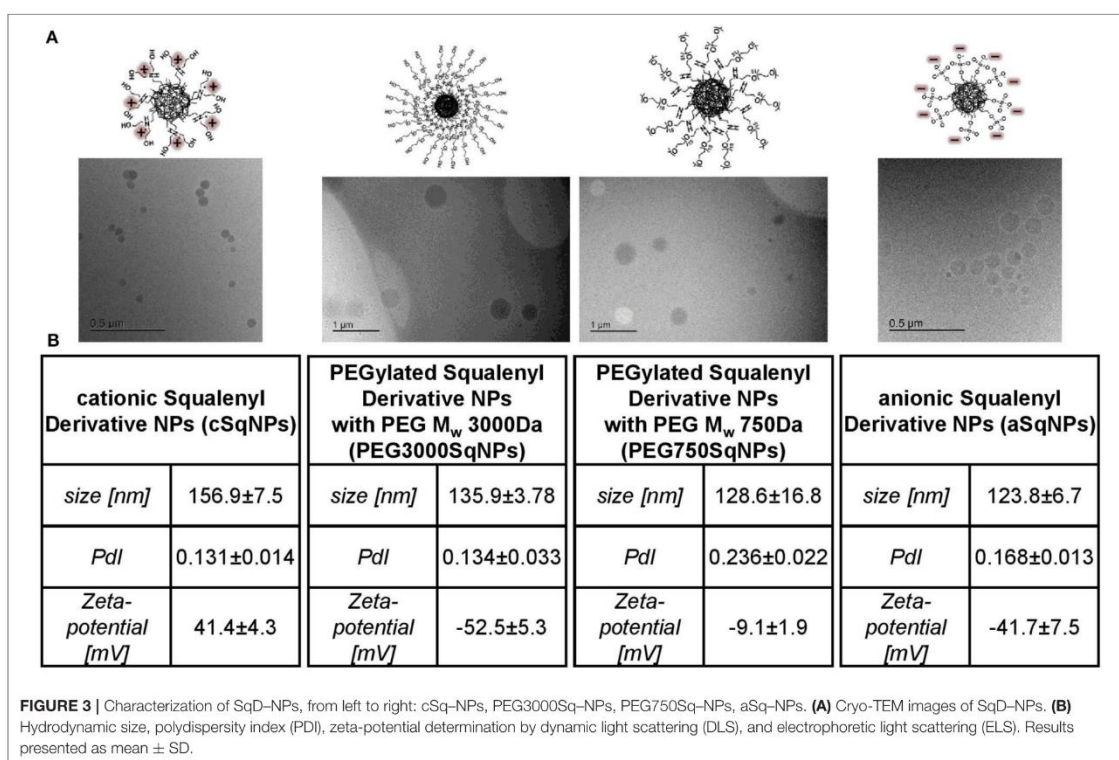 A
0.5 µm
1 µm
1 µm
0.5 µm
B
cationic Squalenyl
Derivative NPs (cSqNPs)
size [nm] 156.9±7.5
PdI 0.131±0.014
Zeta-
potential
[mV]
41.4±4.3
PEGylated Squalenyl
Derivative NPs
with PEG Mw 3000Da
(PEG3000SqNPs)
size [nm] 135.9±3.78
PdI 0.134±0.033
Zeta-
potential
[mV]
-52.5±5.3
PEGylated Squalenyl
Derivative NPs
with PEG Mw 750Da
(PEG750SqNPs)
size [nm] 128.6±16.8
PdI 0.236±0.022
Zeta-
potential
[mV]
-9.1±1.9
anionic Squalenyl
Derivative NPs (aSqNPs)
size [nm] 123.8±6.7
PdI 0.168±0.013
Zeta-
potential
[mV]
-41.7±7.5
FIGURE 3 | Characterization of SqD–NPs, from left to right: cSq–NPs, PEG3000Sq–NPs, PEG750Sq–NPs, aSq–NPs. (A) Cryo-TEM images of SqD–NPs. (B)
Hydrodynamic size, polydispersity index (PDI), zeta-potential determination by dynamic light scattering (DLS), and electrophoretic light scattering (ELS). Results
presented as mean ± SD.